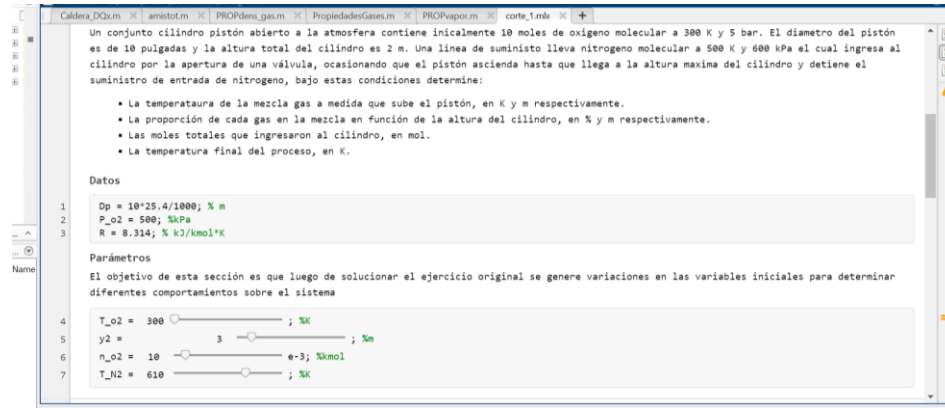 Caldera_DQx.m amistot.m PROPdens_gas.m PropiedadesGases.m PROPvapor.m corte_1.mlx
Un conjunto cilindro pistón abierto a la atmosfera contiene inicalmente 10 moles de oxigeno molecular a 300 K y 5 bar. El diametro del pistón
es de 10 pulgadas y la altura total del cilindro es 2 m. Una linea de suministo lleva nitrogeno molecular a 500 K y 600 kPa el cual ingresa al
cilindro por la apertura de una válvula, ocasionando que el pistón ascienda hasta que llega a la altura maxima del cilindro y detiene el
suministro de entrada de nitrogeno, bajo estas condiciones determine:
• La temperataura de la mezcla gas a medida que sube el pistón, en K y m respectivamente.
• La proporción de cada gas en la mezcla en función de la altura del cilindro, en % y m respectivamente.
• Las moles totales que ingresaron al cilindro, en mol.
• La temperatura final del proceso, en K.
Datos
1 Dp = 10*25.4/1000; % m
2 P_o2 = 500; %kPa
3 R = 8.314; % kJ/kmol*K
Name
Parámetros
El objetivo de esta sección es que luego de solucionar el ejercicio original se genere variaciones en las variables iniciales para determinar
diferentes comportamientos sobre el sistema
4 T_o2 = 300 ; %K
5 y2 = 3 ; %m
6 n_o2 = 10 e-3; %kmol
7 T_N2 = 610 ; %K